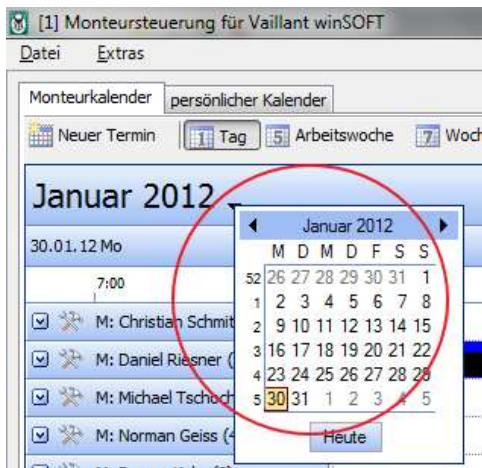 [1] Monteursteuerung für Vaillant winSOFT
Datei Extras
Monteurkalender persönlicher Kalender
Neuer Termin 1 Tag 5 Arbeitswoche 7 Woch
Januar 2012
30.01.12 Mo
7:00
Januar 2012
M D M D F S S
52 26 27 28 29 30 31 1
1 2 3 4 5 6 7 8
2 9 10 11 12 13 14 15
3 16 17 18 19 20 21 22
4 23 24 25 26 27 28 29
5 30 31 1 2 3 4 5
Heute
M: Christian Schmit
M: Daniel Riesner (
M: Michael Tschoch
M: Norman Geiss (4